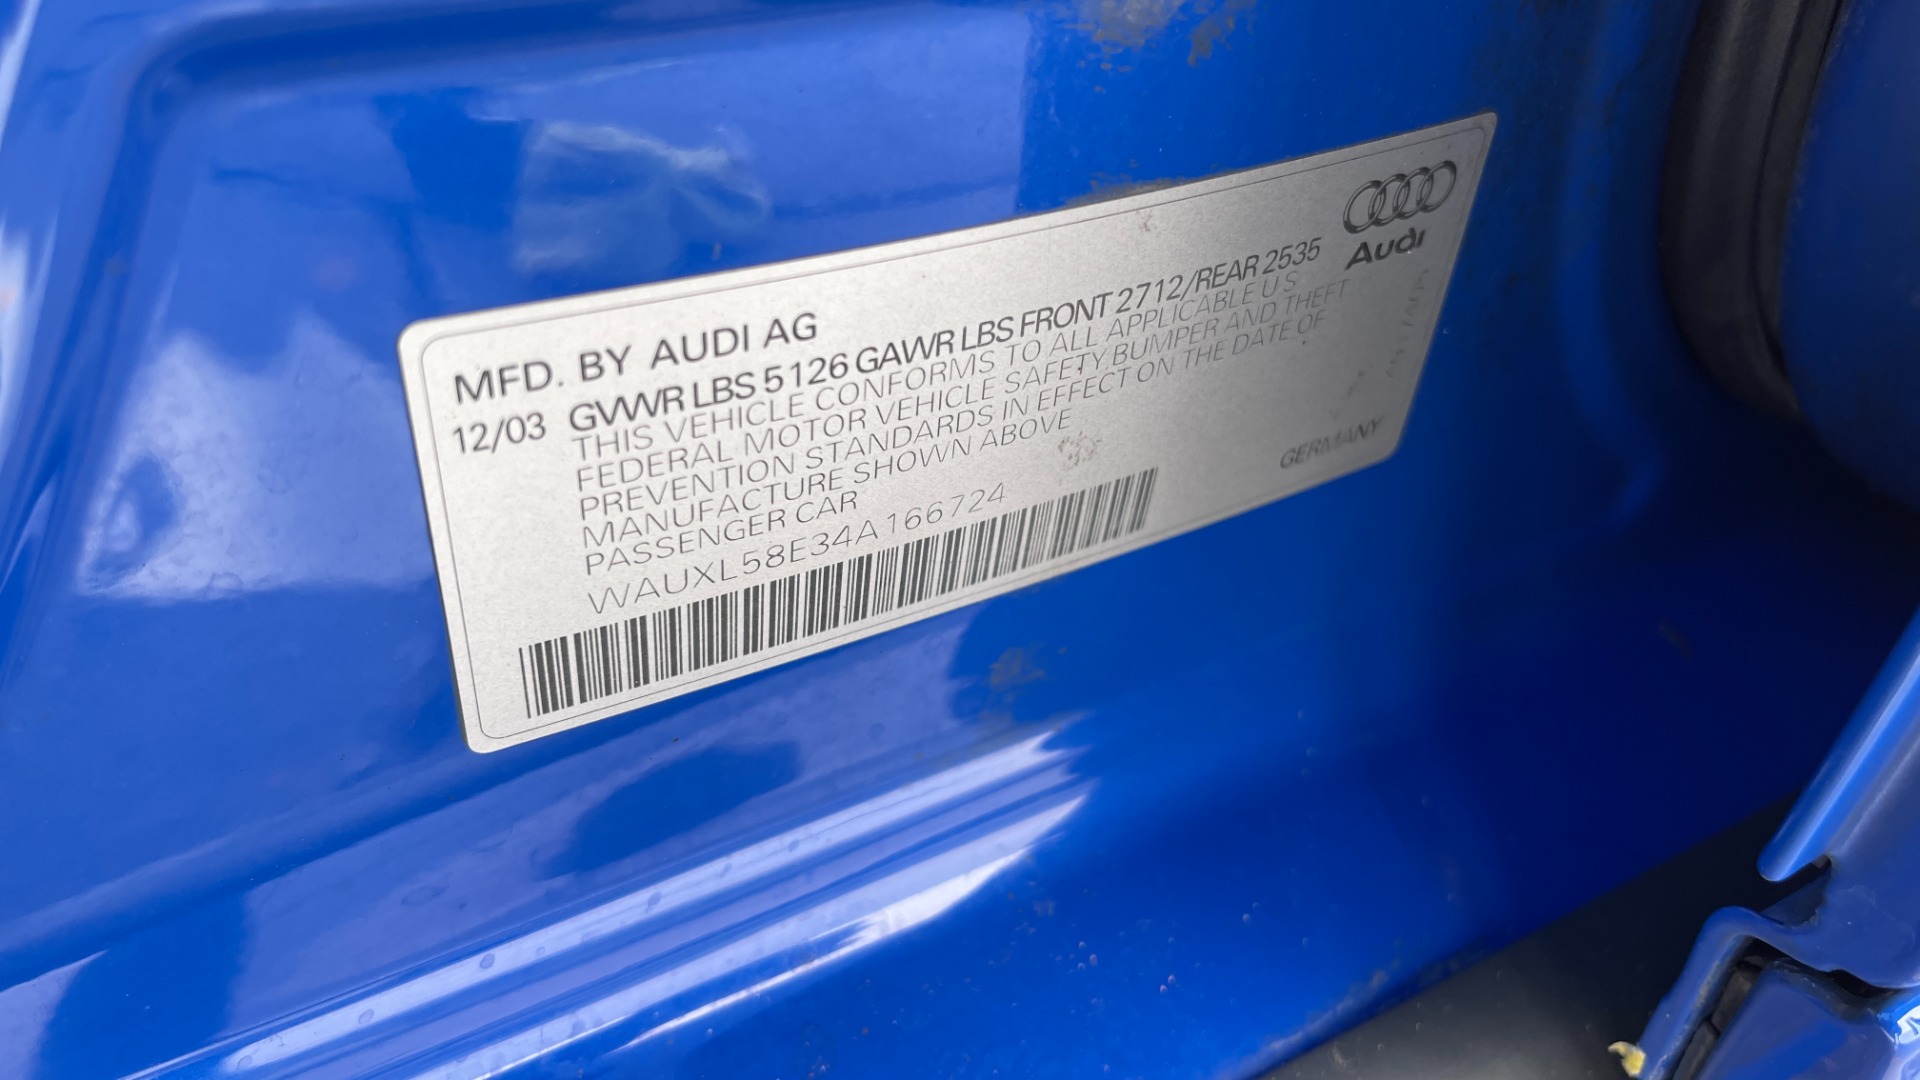 MFD. BY AUDI AG
12/03 GVWR LBS 5126 GAWR LBS FRONT 2712/REAR 2535
THIS VEHICLE CONFORMS TO ALL APPLICABLE U S
FEDERAL MOTOR VEHICLE SAFETY, BUMPER AND THEFT
PREVENTION STANDARDS IN EFFECT ON THE DATE OF
MANUFACTURE SHOWN ABOVE
PASSENGER CAR
WAUXL58E34A166724
Audi
GERMANY